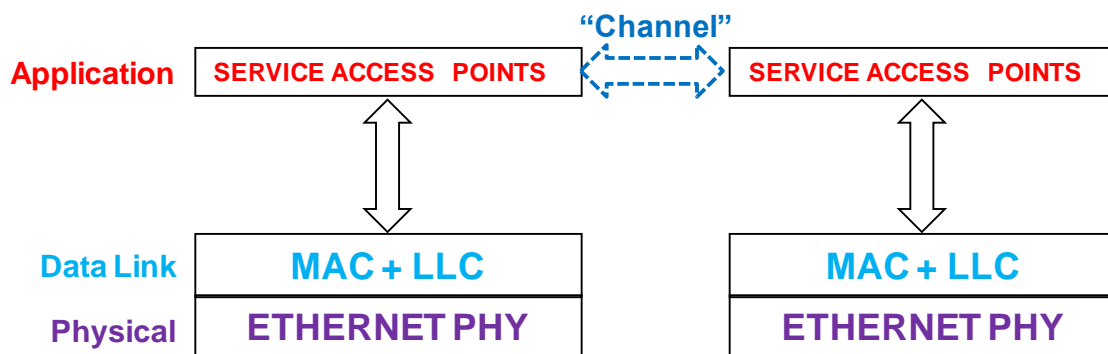 “Channel”
Application SERVICE ACCESS POINTS SERVICE ACCESS POINTS
Data Link MAC + LLC MAC + LLC
Physical ETHERNET PHY ETHERNET PHY